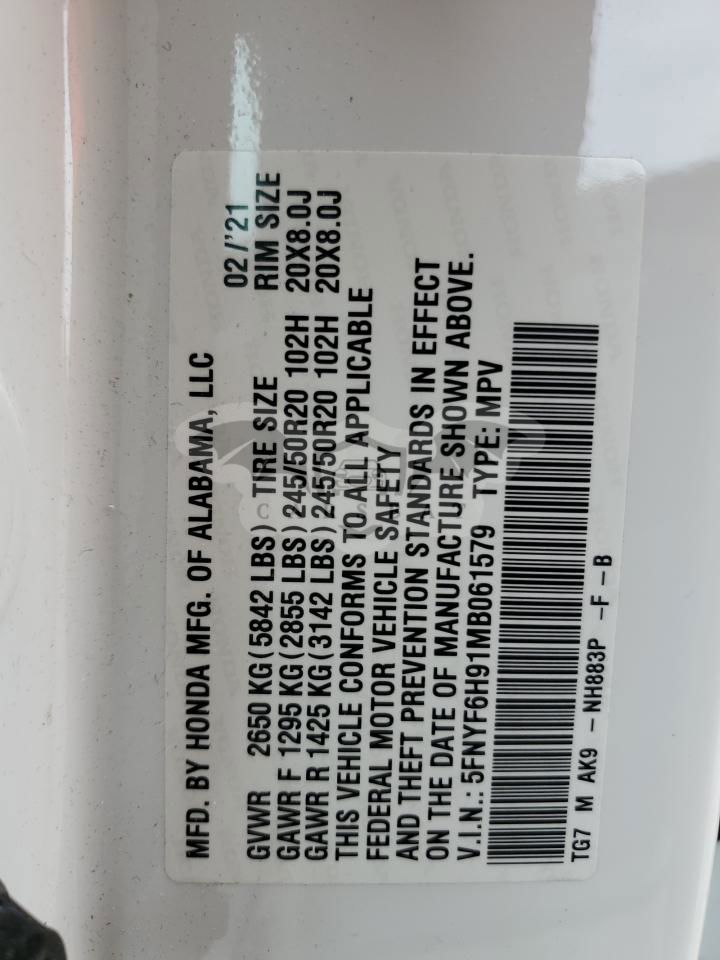 MFD. BY HONDA MFG. OF ALABAMA, LLC 02/'21
GVWR 2650 KG(5842 LBS) TIRE SIZE RIM SIZE
GAWR F 1295 KG(2855 LBS)245/50R20 102H 20X8.0J
GAWR R 1425 KG(3142 LBS)245/50R20 102H 20X8.0J
THIS VEHICLE CONFORMS TO ALL APPLICABLE
FEDERAL MOTOR VEHICLE SAFETY
AND THEFT PREVENTION STANDARDS IN EFFECT
ON THE DATE OF MANUFACTURE SHOWN ABOVE.
V.I.N.: 5FNYF6H91MB061579 TYPE: MPV
TG7 M AK9 -NH883P -F-B